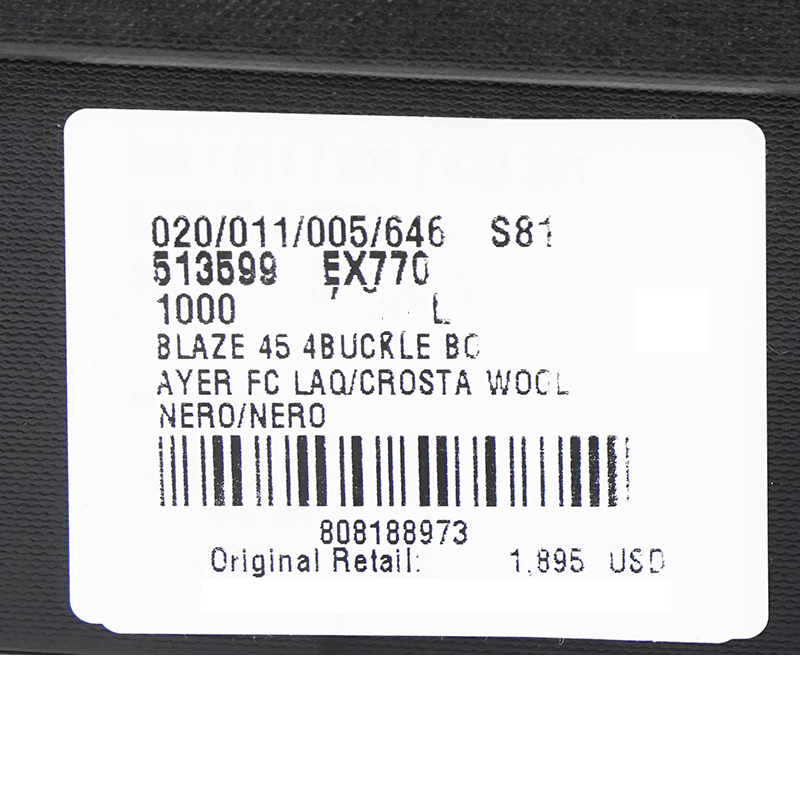 020/011/005/646 S81
513599 EX770
1000 L
BLAZE 45 4BUCKLE BO
AYER FC LAQ/CROSTA WOOL
NERO/NERO
808188973
Original Retail: 1,895 USD